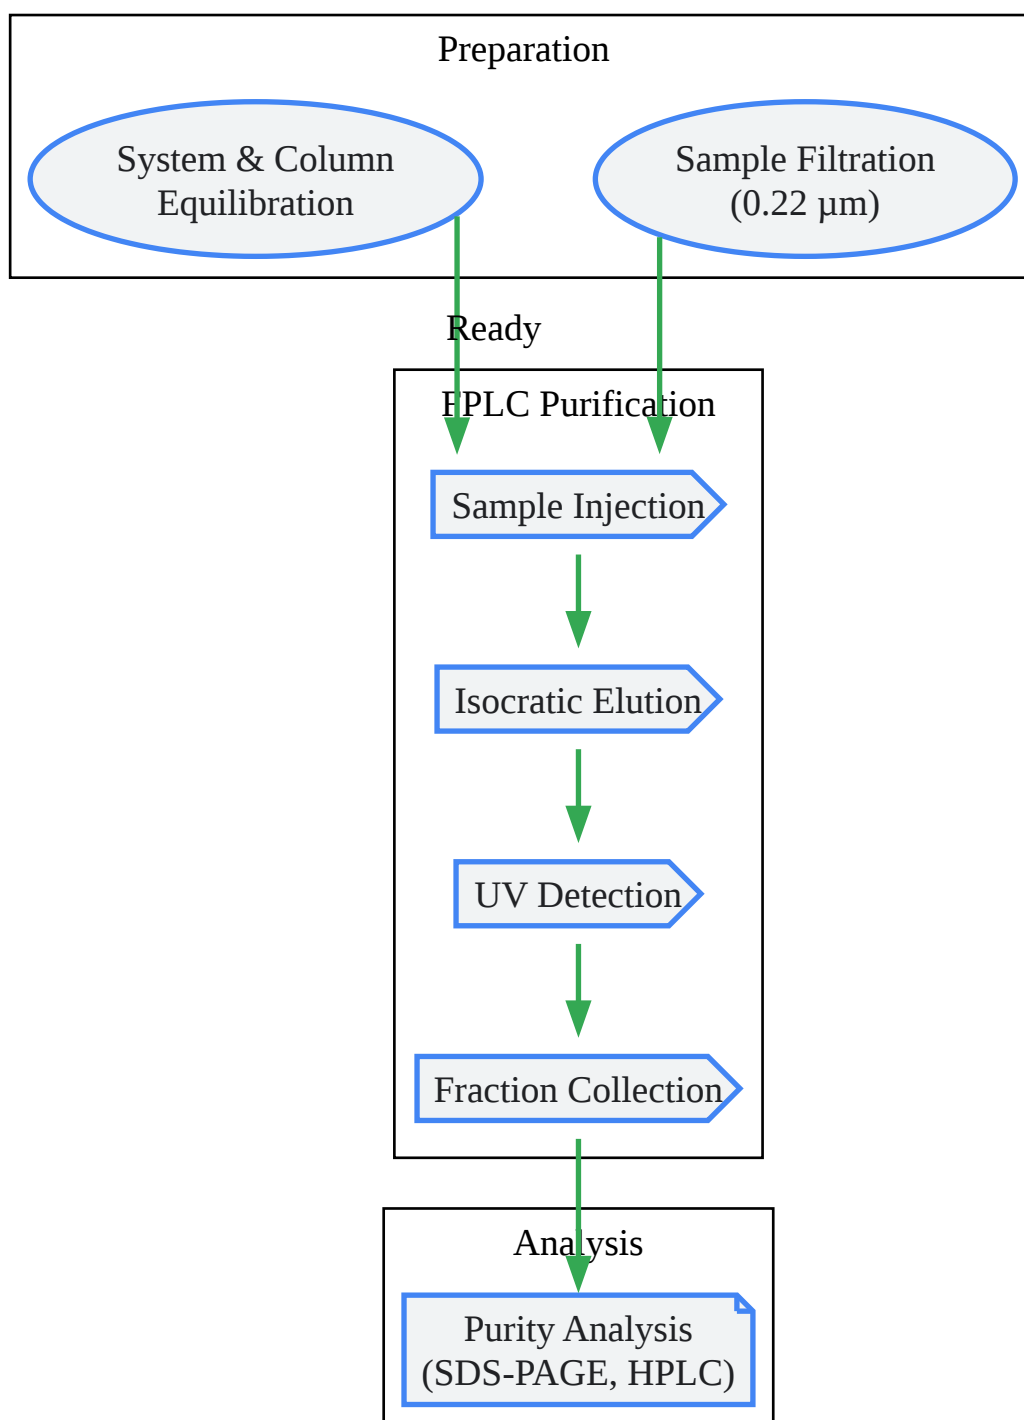 Preparation
System & Column
Equilibration
Sample Filtration
(0.22 µm)
Ready
FPLC Purification
Sample Injection
Isocratic Elution
UV Detection
Fraction Collection
Analysis
Purity Analysis
(SDS-PAGE, HPLC)